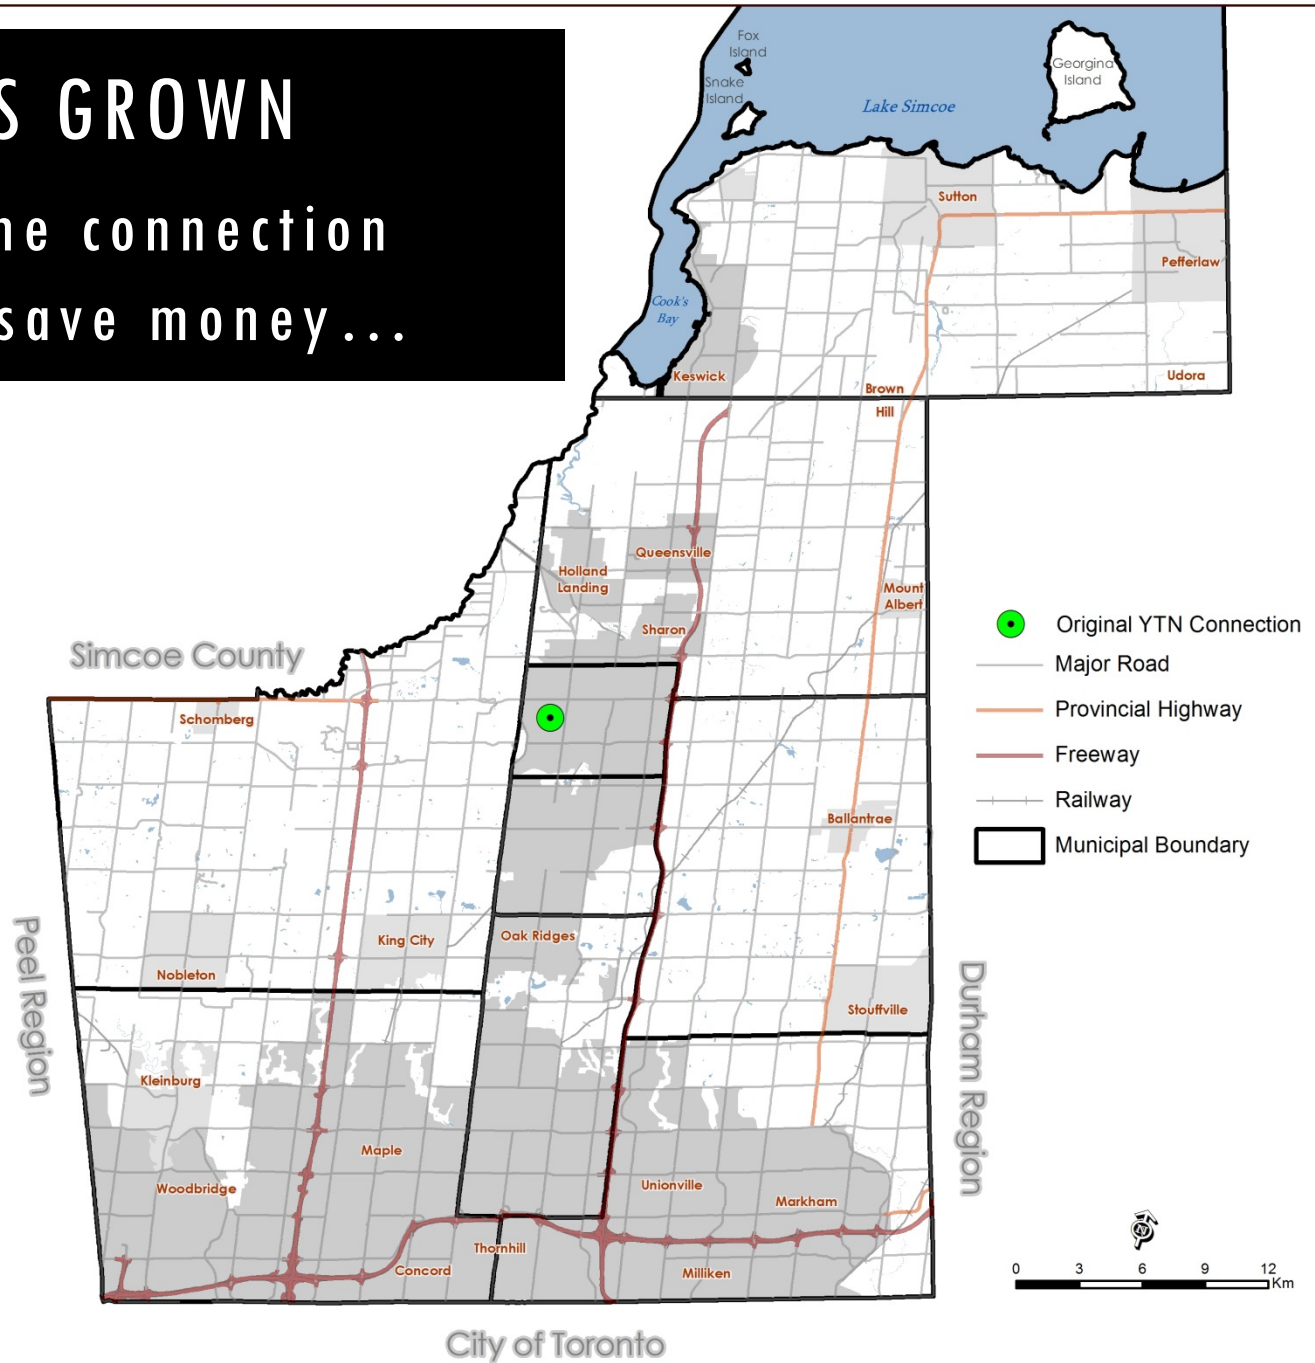 S GROWN
ne connection
save money...
Fox
Island
Snake
Island
Lake Simcoe
Georgina
Island
Sutton
Pefferlaw
Cook's
Bay
Keswick
Brown
Hill
Udora
Queensville
Holland
Landing
Mount
Albert
Sharon
Simcoe County
Schomberg
Ballantrae
Oak Ridges
King City
Nobleton
Stouffville
Peel Region
Durham Region
Kleinburg
Maple
Woodbridge
Unionville
Markham
Thornhill
Concord
Milliken
City of Toronto
Original YTN Connection
Major Road
Provincial Highway
Freeway
Railway
Municipal Boundary
N
0 3 6 9 12
Km